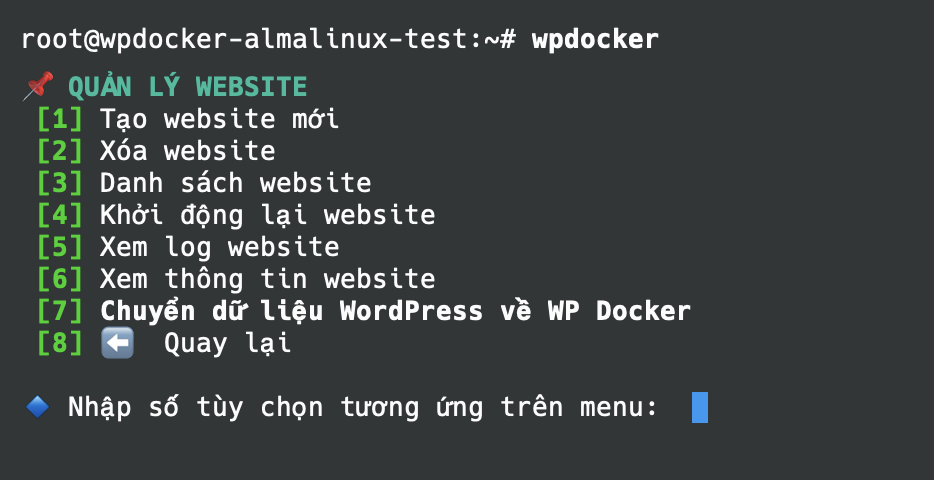 root@wpdocker-almalinux-test:~# wpdocker
📌 QUẢN LÝ WEBSITE
[1] Tạo website mới
[2] Xóa website
[3] Danh sách website
[4] Khởi động lại website
[5] Xem log website
[6] Xem thông tin website
[7] Chuyển dữ liệu WordPress về WP Docker
[8] ⬅️ Quay lại
🔹 Nhập số tùy chọn tương ứng trên menu: